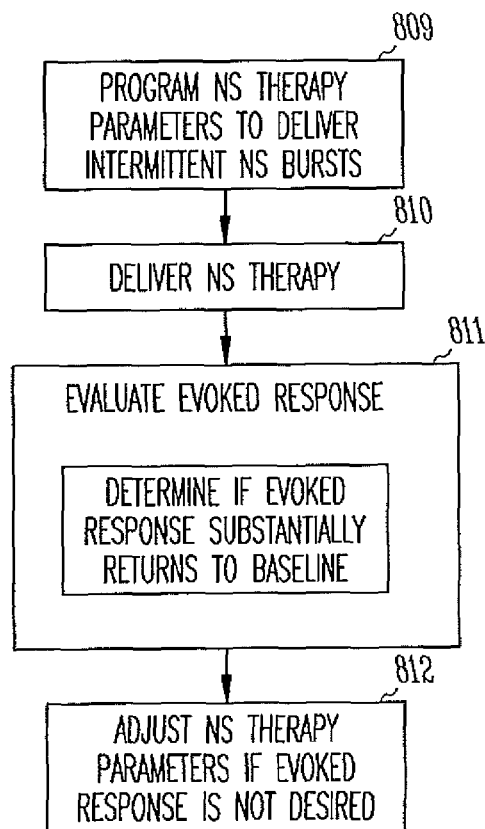 809
PROGRAM NS THERAPY
PARAMETERS TO DELIVER
INTERMITTENT NS BURSTS
810
DELIVER NS THERAPY
811
EVALUATE EVOKED RESPONSE
DETERMINE IF EVOKED
RESPONSE SUBSTANTIALLY
RETURNS TO BASELINE
812
ADJUST NS THERAPY
PARAMETERS IF EVOKED
RESPONSE IS NOT DESIRED